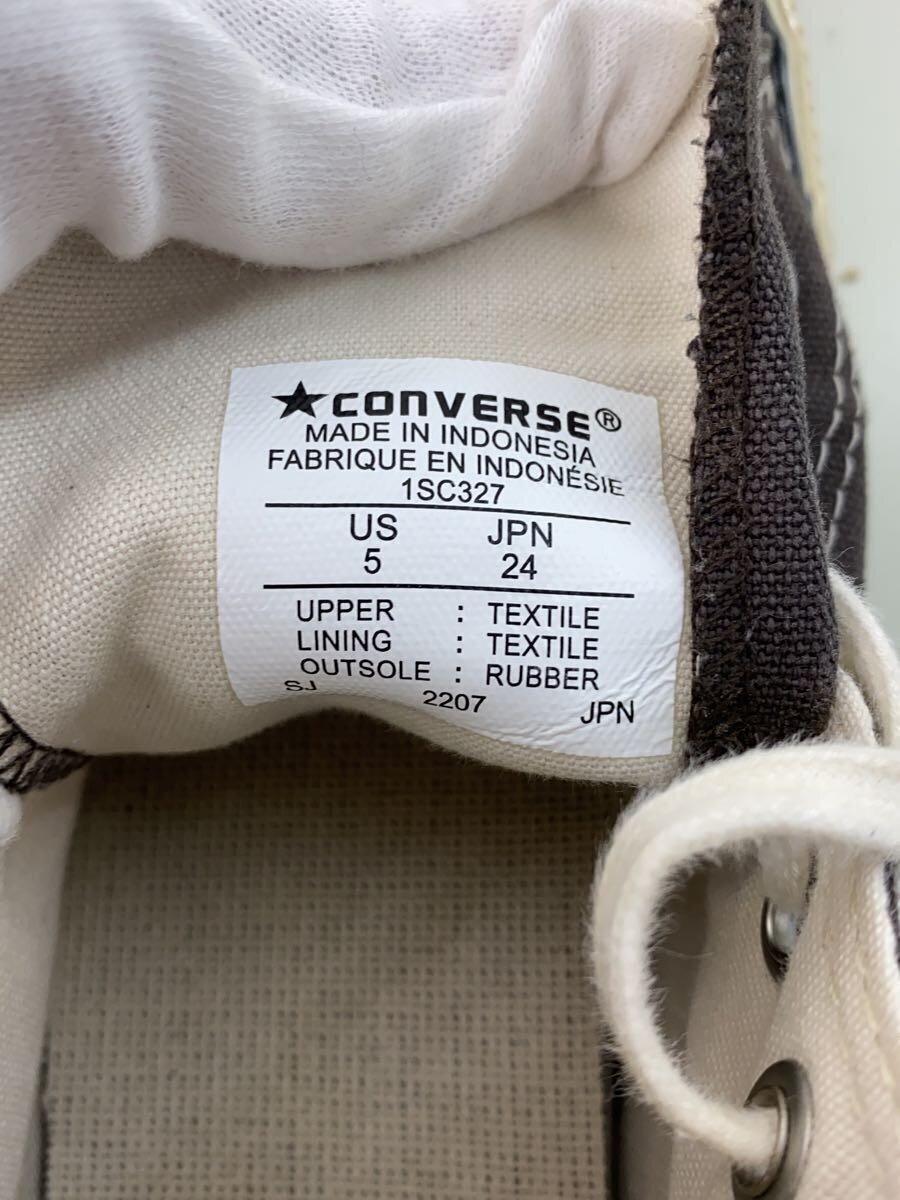 ★CONVERSE®
MADE IN INDONESIA
FABRIQUE EN INDONÉSIE
1SC327
US JPN
5 24
UPPER : TEXTILE
LINING : TEXTILE
OUTSOLE : RUBBER
SJ 2207 JPN